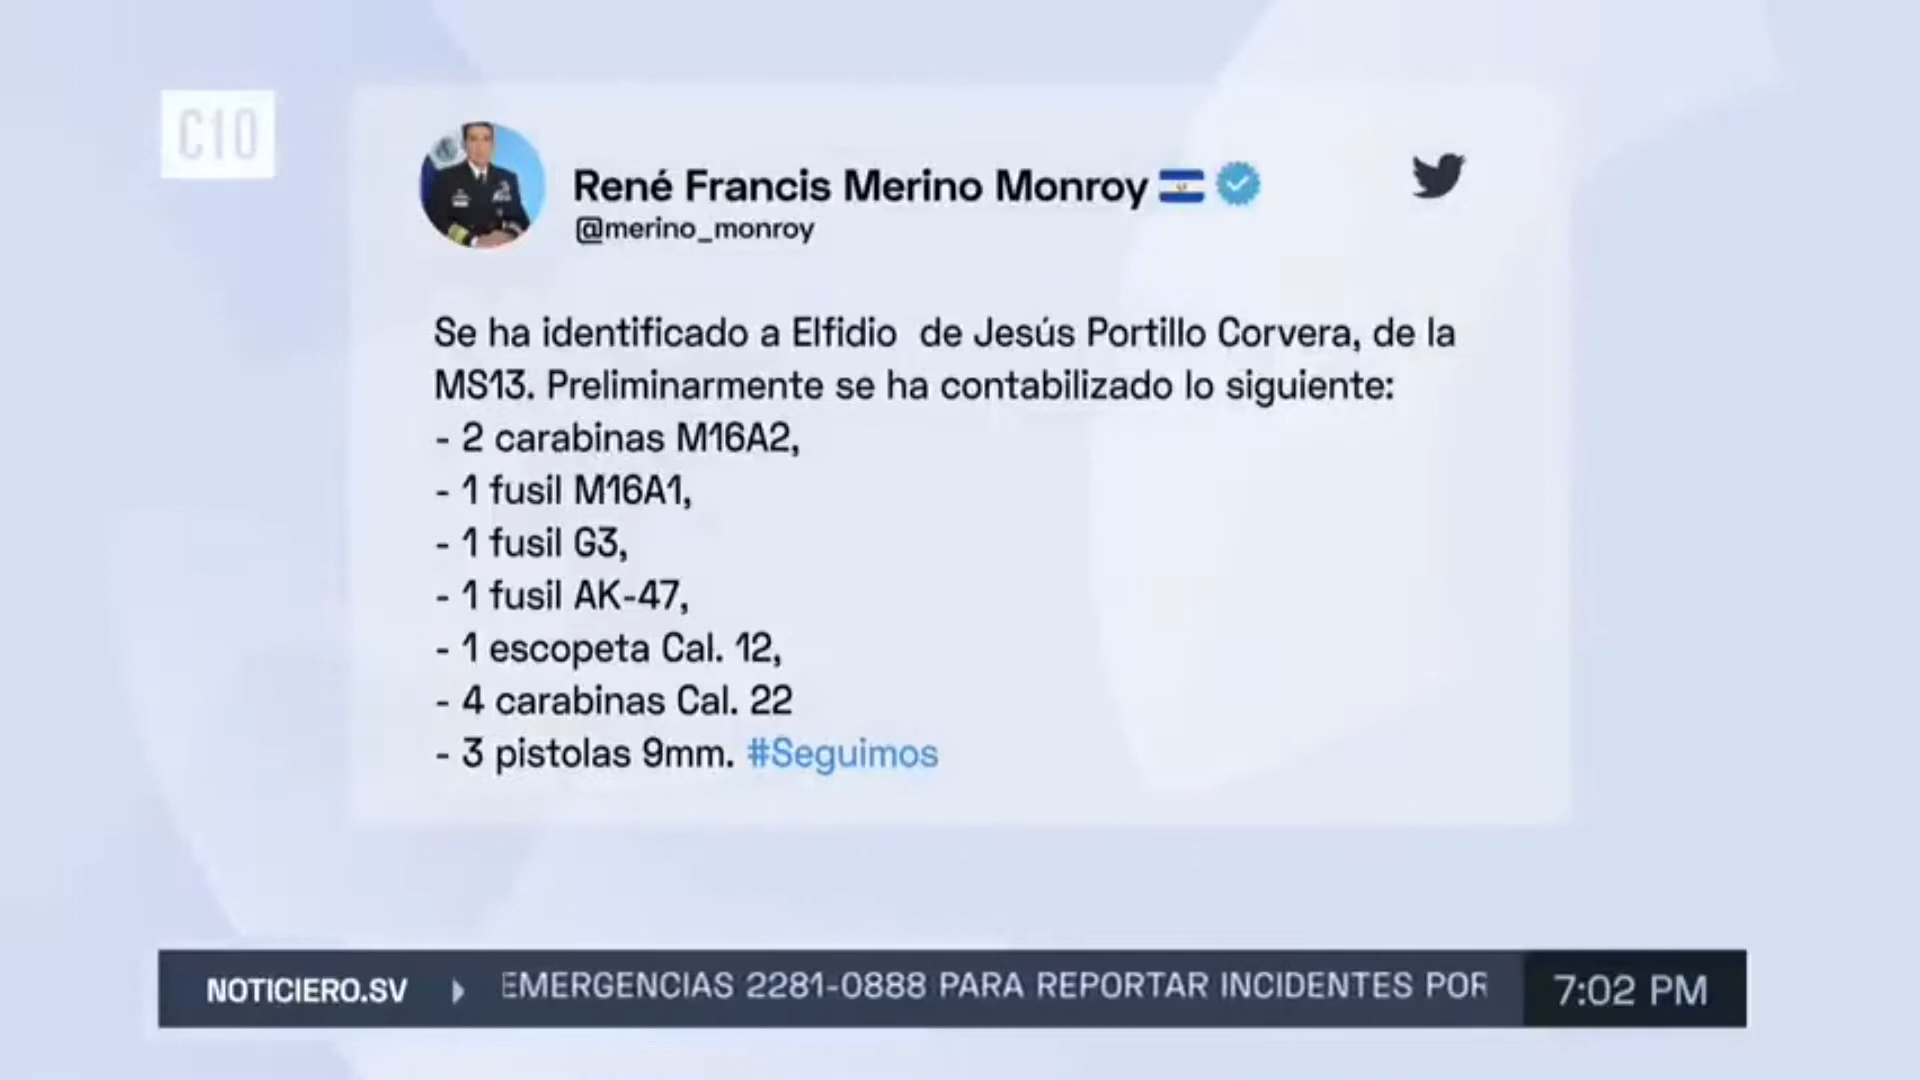 C10
René Francis Merino Monroy
@merino_monroy
Se ha identificado a Elfidio de Jesús Portillo Corvera, de la
MS13. Preliminarmente se ha contabilizado lo siguiente:
- 2 carabinas M16A2,
- 1 fusil M16A1,
- 1 fusil G3,
- 1 fusil AK-47,
- 1 escopeta Cal. 12,
- 4 carabinas Cal. 22
- 3 pistolas 9mm. #Seguimos
NOTICIERO.SV EMERGENCIAS 2281-0888 PARA REPORTAR INCIDENTES POR 7:02 PM